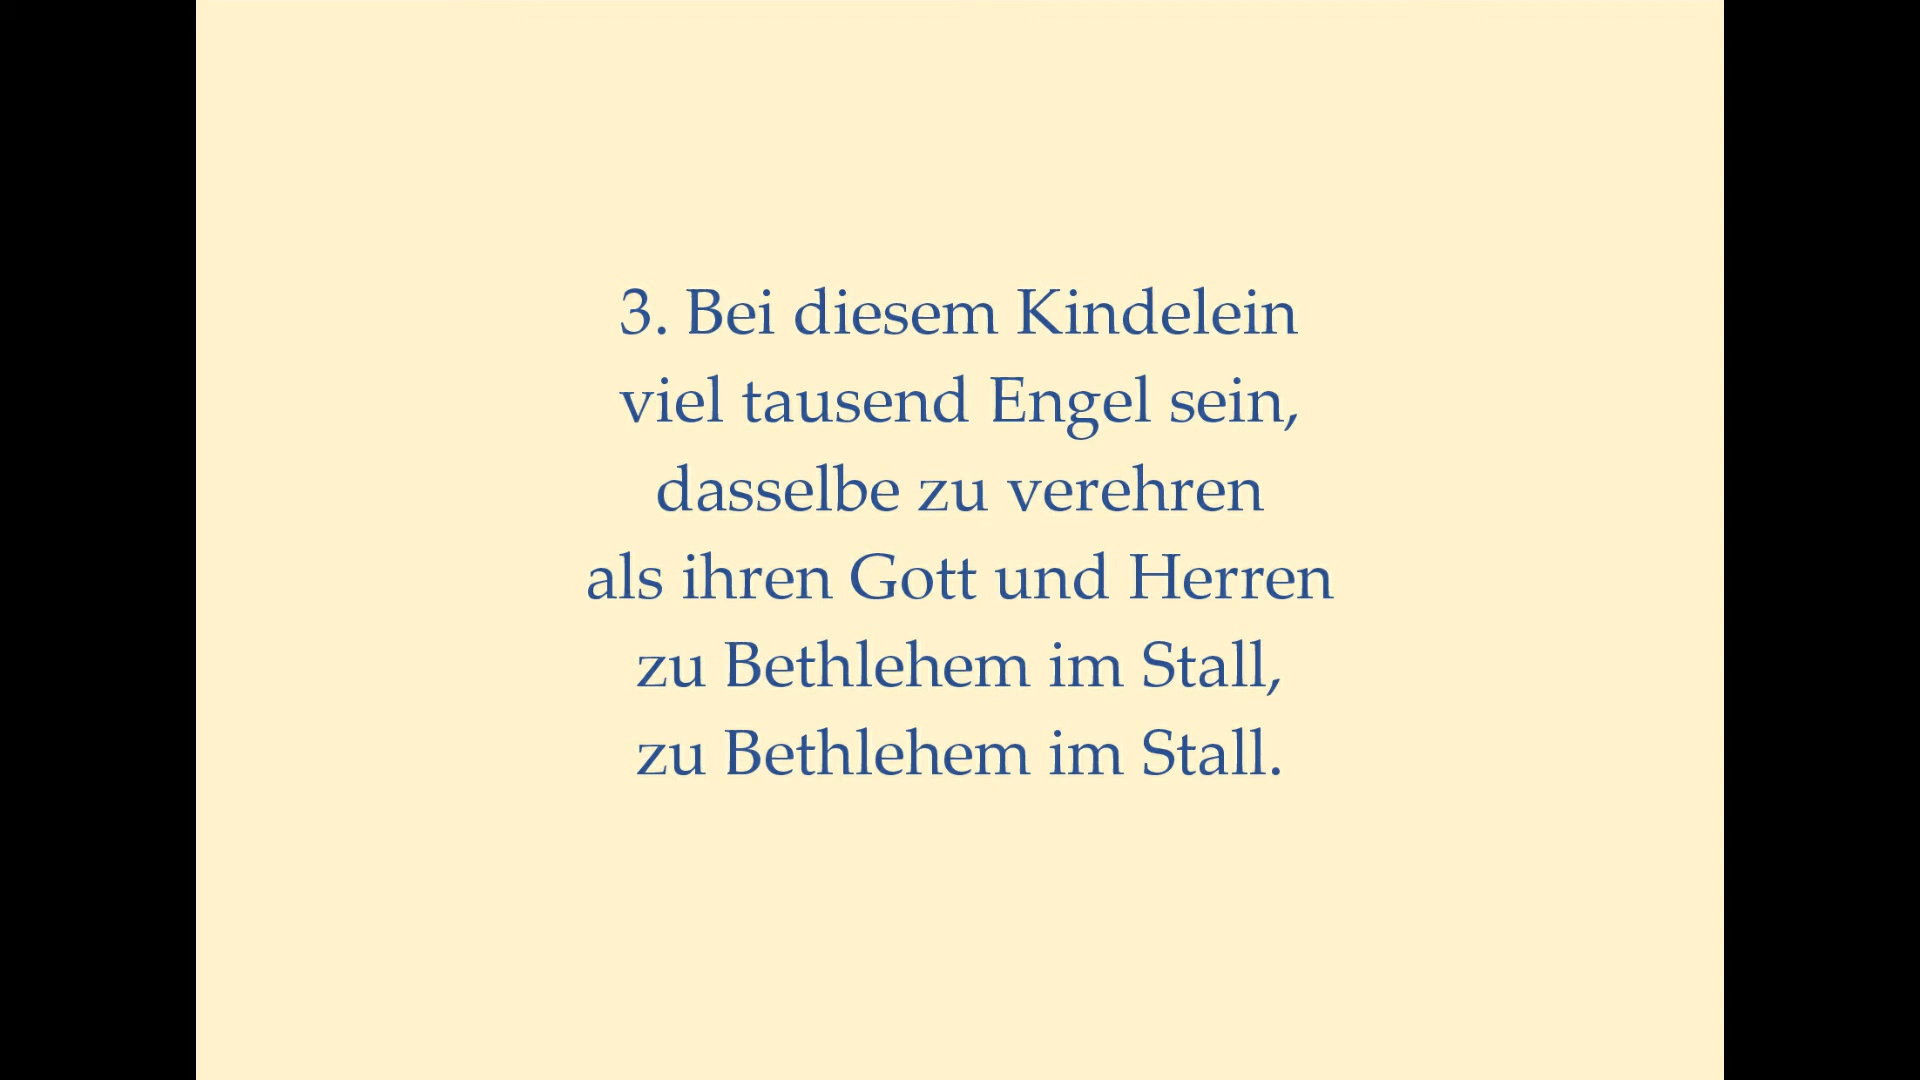 3. Bei diesem Kindelein
viel tausend Engel sein,
dasselbe zu verehren
als ihren Gott und Herren
zu Bethlehem im Stall,
zu Bethlehem im Stall.